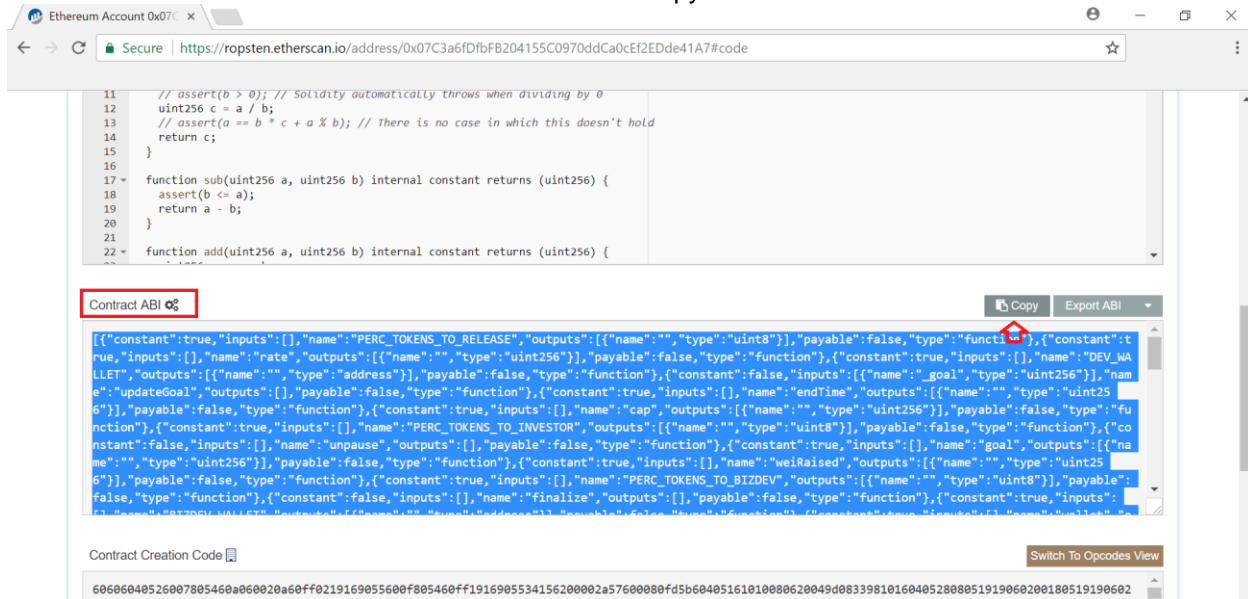 py
Ethereum Account 0x07C
Secure | https://ropsten.etherscan.io/address/0x07C3a6fDfbFB204155C0970ddCa0cEf2EDde41A7#code
11 // assert(b > 0); // Solidity automatically throws when dividing by 0
12 uint256 c = a / b;
13 // assert(a == b * c + a % b); // There is no case in which this doesn't hold
14 return c;
15 }
16
17 function sub(uint256 a, uint256 b) internal constant returns (uint256) {
18 assert(b <= a);
19 return a - b;
20 }
21
22 function add(uint256 a, uint256 b) internal constant returns (uint256) {
Contract ABI
Copy
Export ABI
[{"constant":true,"inputs":[],"name":"PERC_TOKENS_TO_RELEASE","outputs":[{"name":"","type":"uint8"}],"payable":false,"type":"function"},{"constant":t
rue,"inputs":[],"name":"rate","outputs":[{"name":"","type":"uint256"}],"payable":false,"type":"function"},{"constant":true,"inputs":[],"name":"DEV_WA
LLET","outputs":[{"name":"","type":"address"}],"payable":false,"type":"function"},{"constant":false,"inputs":[{"name":"_goal","type":"uint256"}],"nam
e":"updateGoal","outputs":[],"payable":false,"type":"function"},{"constant":true,"inputs":[],"name":"endTime","outputs":[{"name":"","type":"uint25
6"}],"payable":false,"type":"function"},{"constant":true,"inputs":[],"name":"cap","outputs":[{"name":"","type":"uint256"}],"payable":false,"type":"fu
nction"},{"constant":true,"inputs":[],"name":"PERC_TOKENS_TO_INVESTOR","outputs":[{"name":"","type":"uint8"}],"payable":false,"type":"function"},{"co
nstant":false,"inputs":[],"name":"unpause","outputs":[],"payable":false,"type":"function"},{"constant":true,"inputs":[],"name":"goal","outputs":[{"na
me":"","type":"uint256"}],"payable":false,"type":"function"},{"constant":true,"inputs":[],"name":"weiRaised","outputs":[{"name":"","type":"uint25
6"}],"payable":false,"type":"function"},{"constant":true,"inputs":[],"name":"PERC_TOKENS_TO_BIZDEV","outputs":[{"name":"","type":"uint8"}],"payable":
false,"type":"function"},{"constant":false,"inputs":[],"name":"finalize","outputs":[],"payable":false,"type":"function"},{"constant":true,"inputs":
Contract Creation Code
Switch To Opcodes View